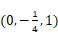 (0, −1/4, 1)